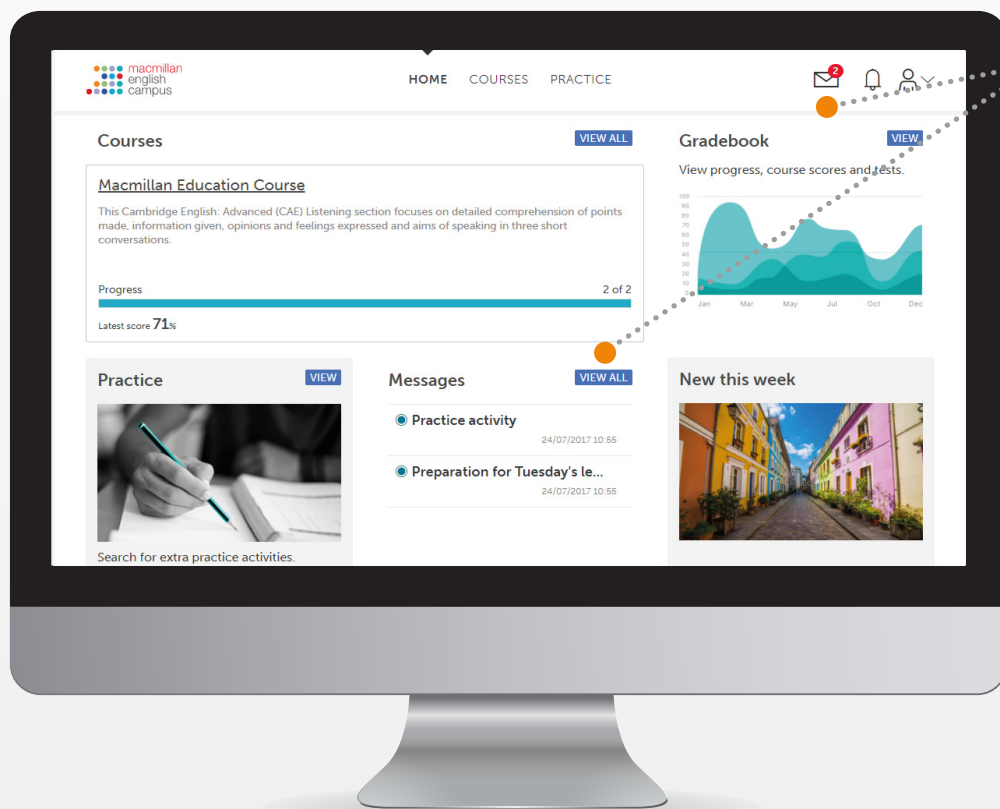 macmillan
english
campus
HOME COURSES PRACTICE
2
Courses
VIEW ALL
Macmillan Education Course
This Cambridge English: Advanced (CAE) Listening section focuses on detailed comprehension of points
made, information given, opinions and feelings expressed and aims of speaking in three short
conversations.
Progress 2 of 2
Latest score 71%
Gradebook
VIEW
View progress, course scores and tests.
100
90
80
70
60
50
40
30
20
10
0
Jan Mar May Jul Oct Dec
Practice
VIEW
Search for extra practice activities.
Messages
VIEW ALL
Practice activity
24/07/2017 10:55
Preparation for Tuesday's le...
24/07/2017 10:55
New this week